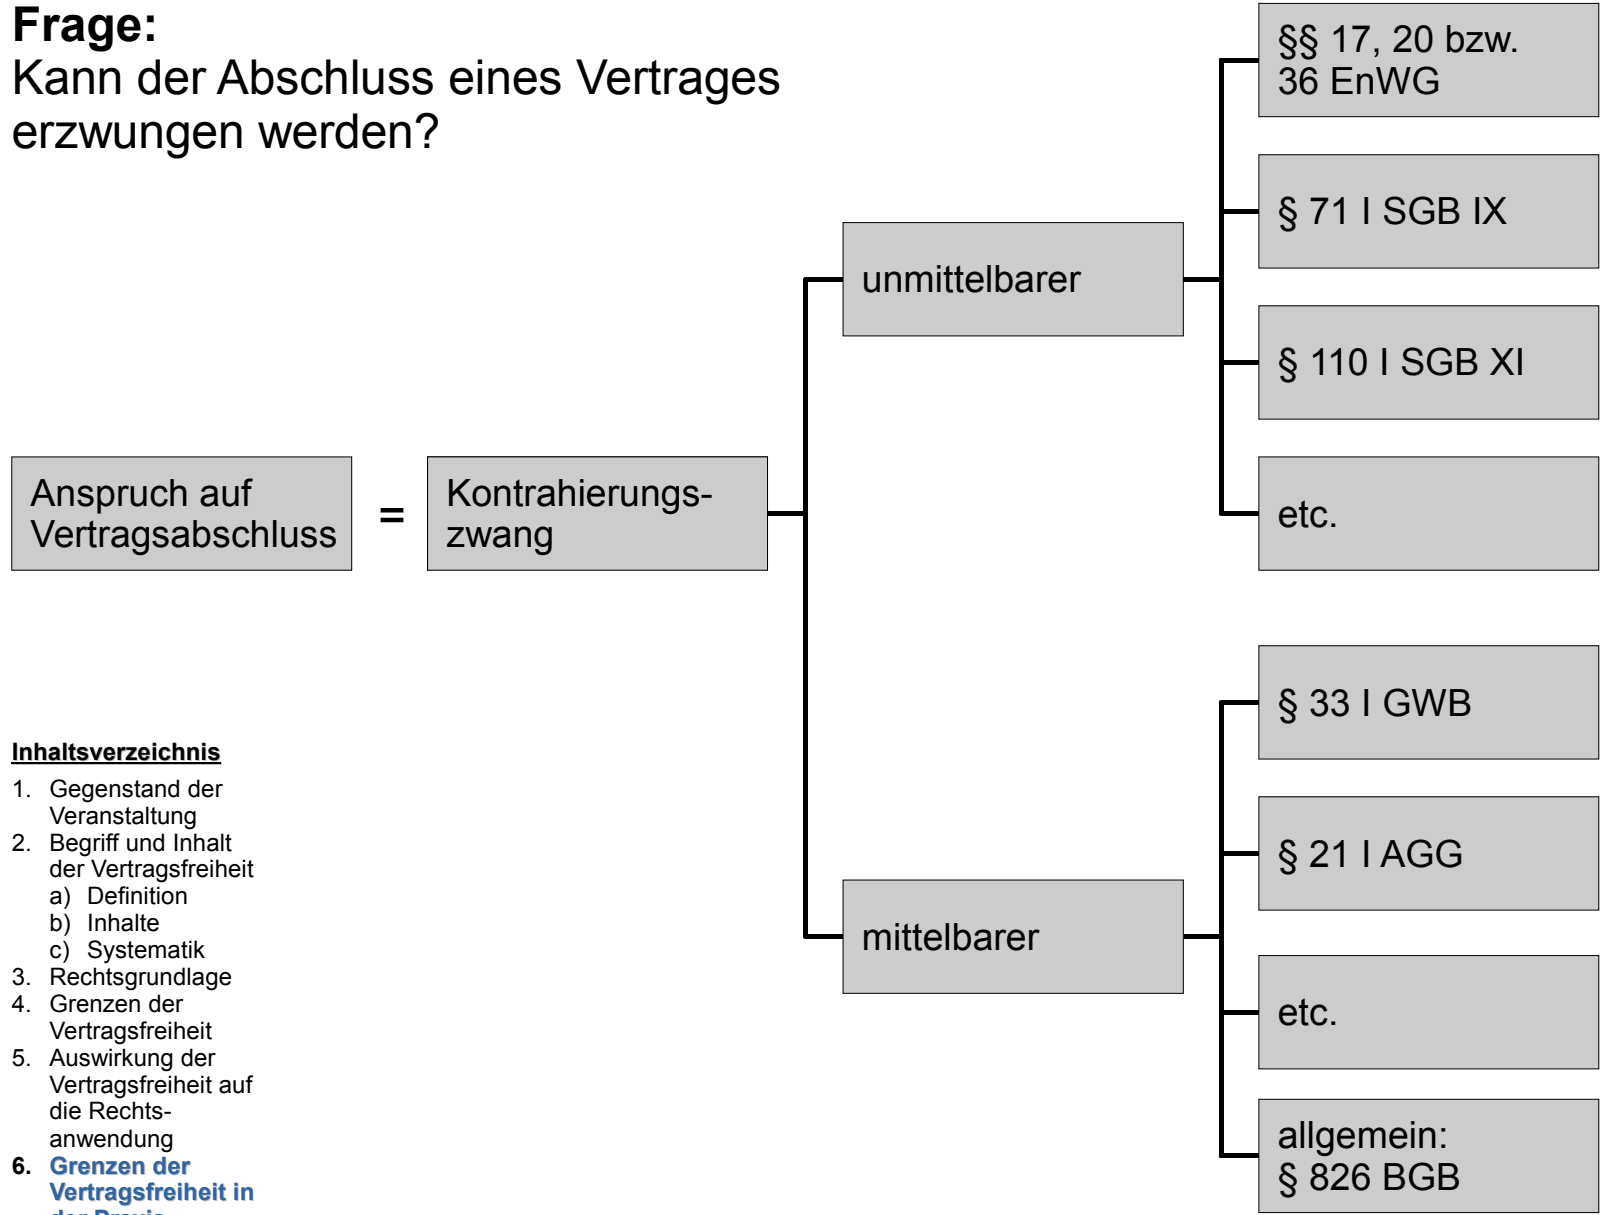 Frage:
Kann der Abschluss eines Vertrages
erzwungen werden?
Anspruch auf
Vertragsabschluss
=
Kontrahierungs-
zwang
unmittelbarer
§§ 17, 20 bzw.
36 EnWG
§ 71 I SGB IX
§ 110 I SGB XI
etc.
mittelbarer
§ 33 I GWB
§ 21 I AGG
etc.
allgemein:
§ 826 BGB
Inhaltsverzeichnis
1. Gegenstand der
Veranstaltung
2. Begriff und Inhalt
der Vertragsfreiheit
a) Definition
b) Inhalte
c) Systematik
3. Rechtsgrundlage
4. Grenzen der
Vertragsfreiheit
5. Auswirkung der
Vertragsfreiheit auf
die Rechts-
anwendung
6. Grenzen der
Vertragsfreiheit in
der Praxis